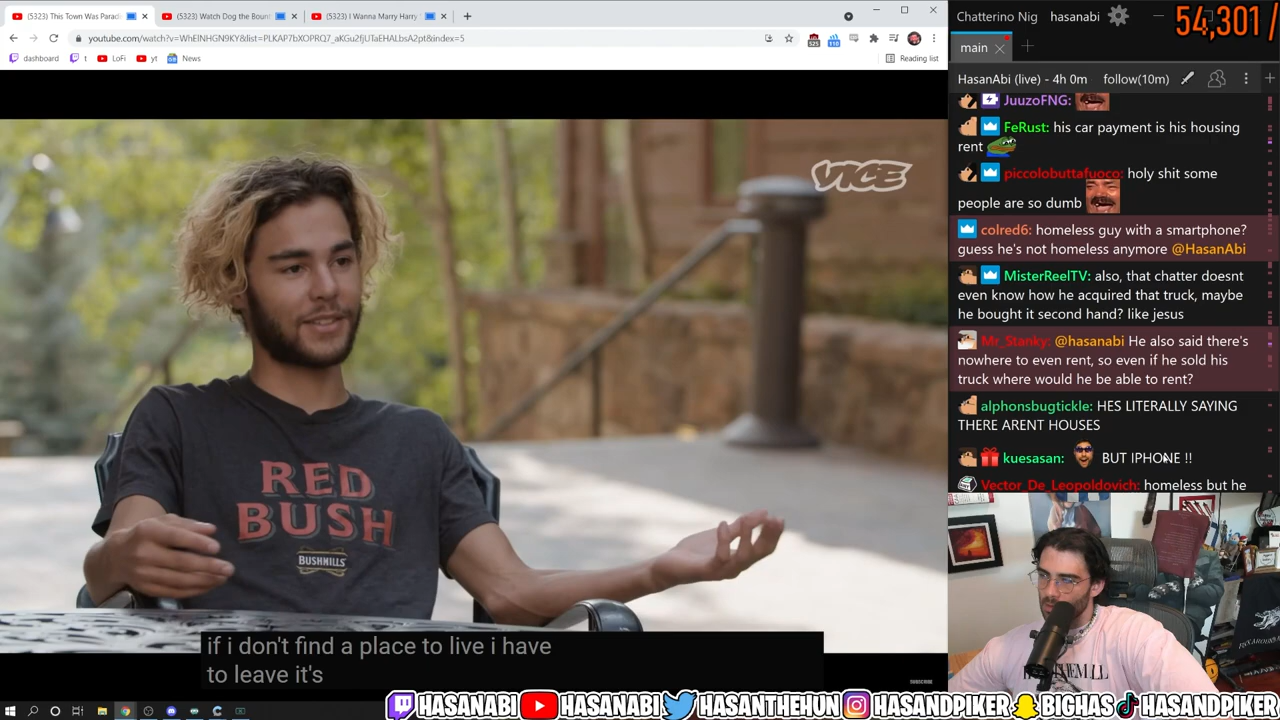 (5323) This Town Was Parad
(5323) Watch Dog the Bount
(5323) I Wanna Marry Harry
youtube.com/watch?v=WhElNHGN9KY&list=PLKAP7bXOPRQ7_aKGu2fjUTaEHALbsA2pt&index=5
525
110
dashboard
t
LoFi
yt
News
Reading list
VICE
RED
BUSH
BUSHMILLS
if i don't find a place to live i have
to leave it's
SUBSCRIBE
Chatterino Nig
hasanabi
54,301 /
main
HasanAbi (live) - 4h 0m
follow(10m)
JuuzoFNG:
FeRust: his car payment is his housing
rent
piccolobuttafuoco: holy shit some
people are so dumb
colred6: homeless guy with a smartphone?
guess he's not homeless anymore @HasanAbi
MisterReelTV: also, that chatter doesnt
even know how he acquired that truck, maybe
he bought it second hand? like jesus
Mr_Stanky: @hasanabi He also said there's
nowhere to even rent, so even if he sold his
truck where would he be able to rent?
alphonsbugtickle: HES LITERALLY SAYING
THERE ARENT HOUSES
kuesasan: BUT IPHONE !!
Vector_De_Leopoldovich: homeless but he
HASANABI
HASANABI
HASANTHEHUN
HASANDPIKER
BIGHAS
HASANDPIKER